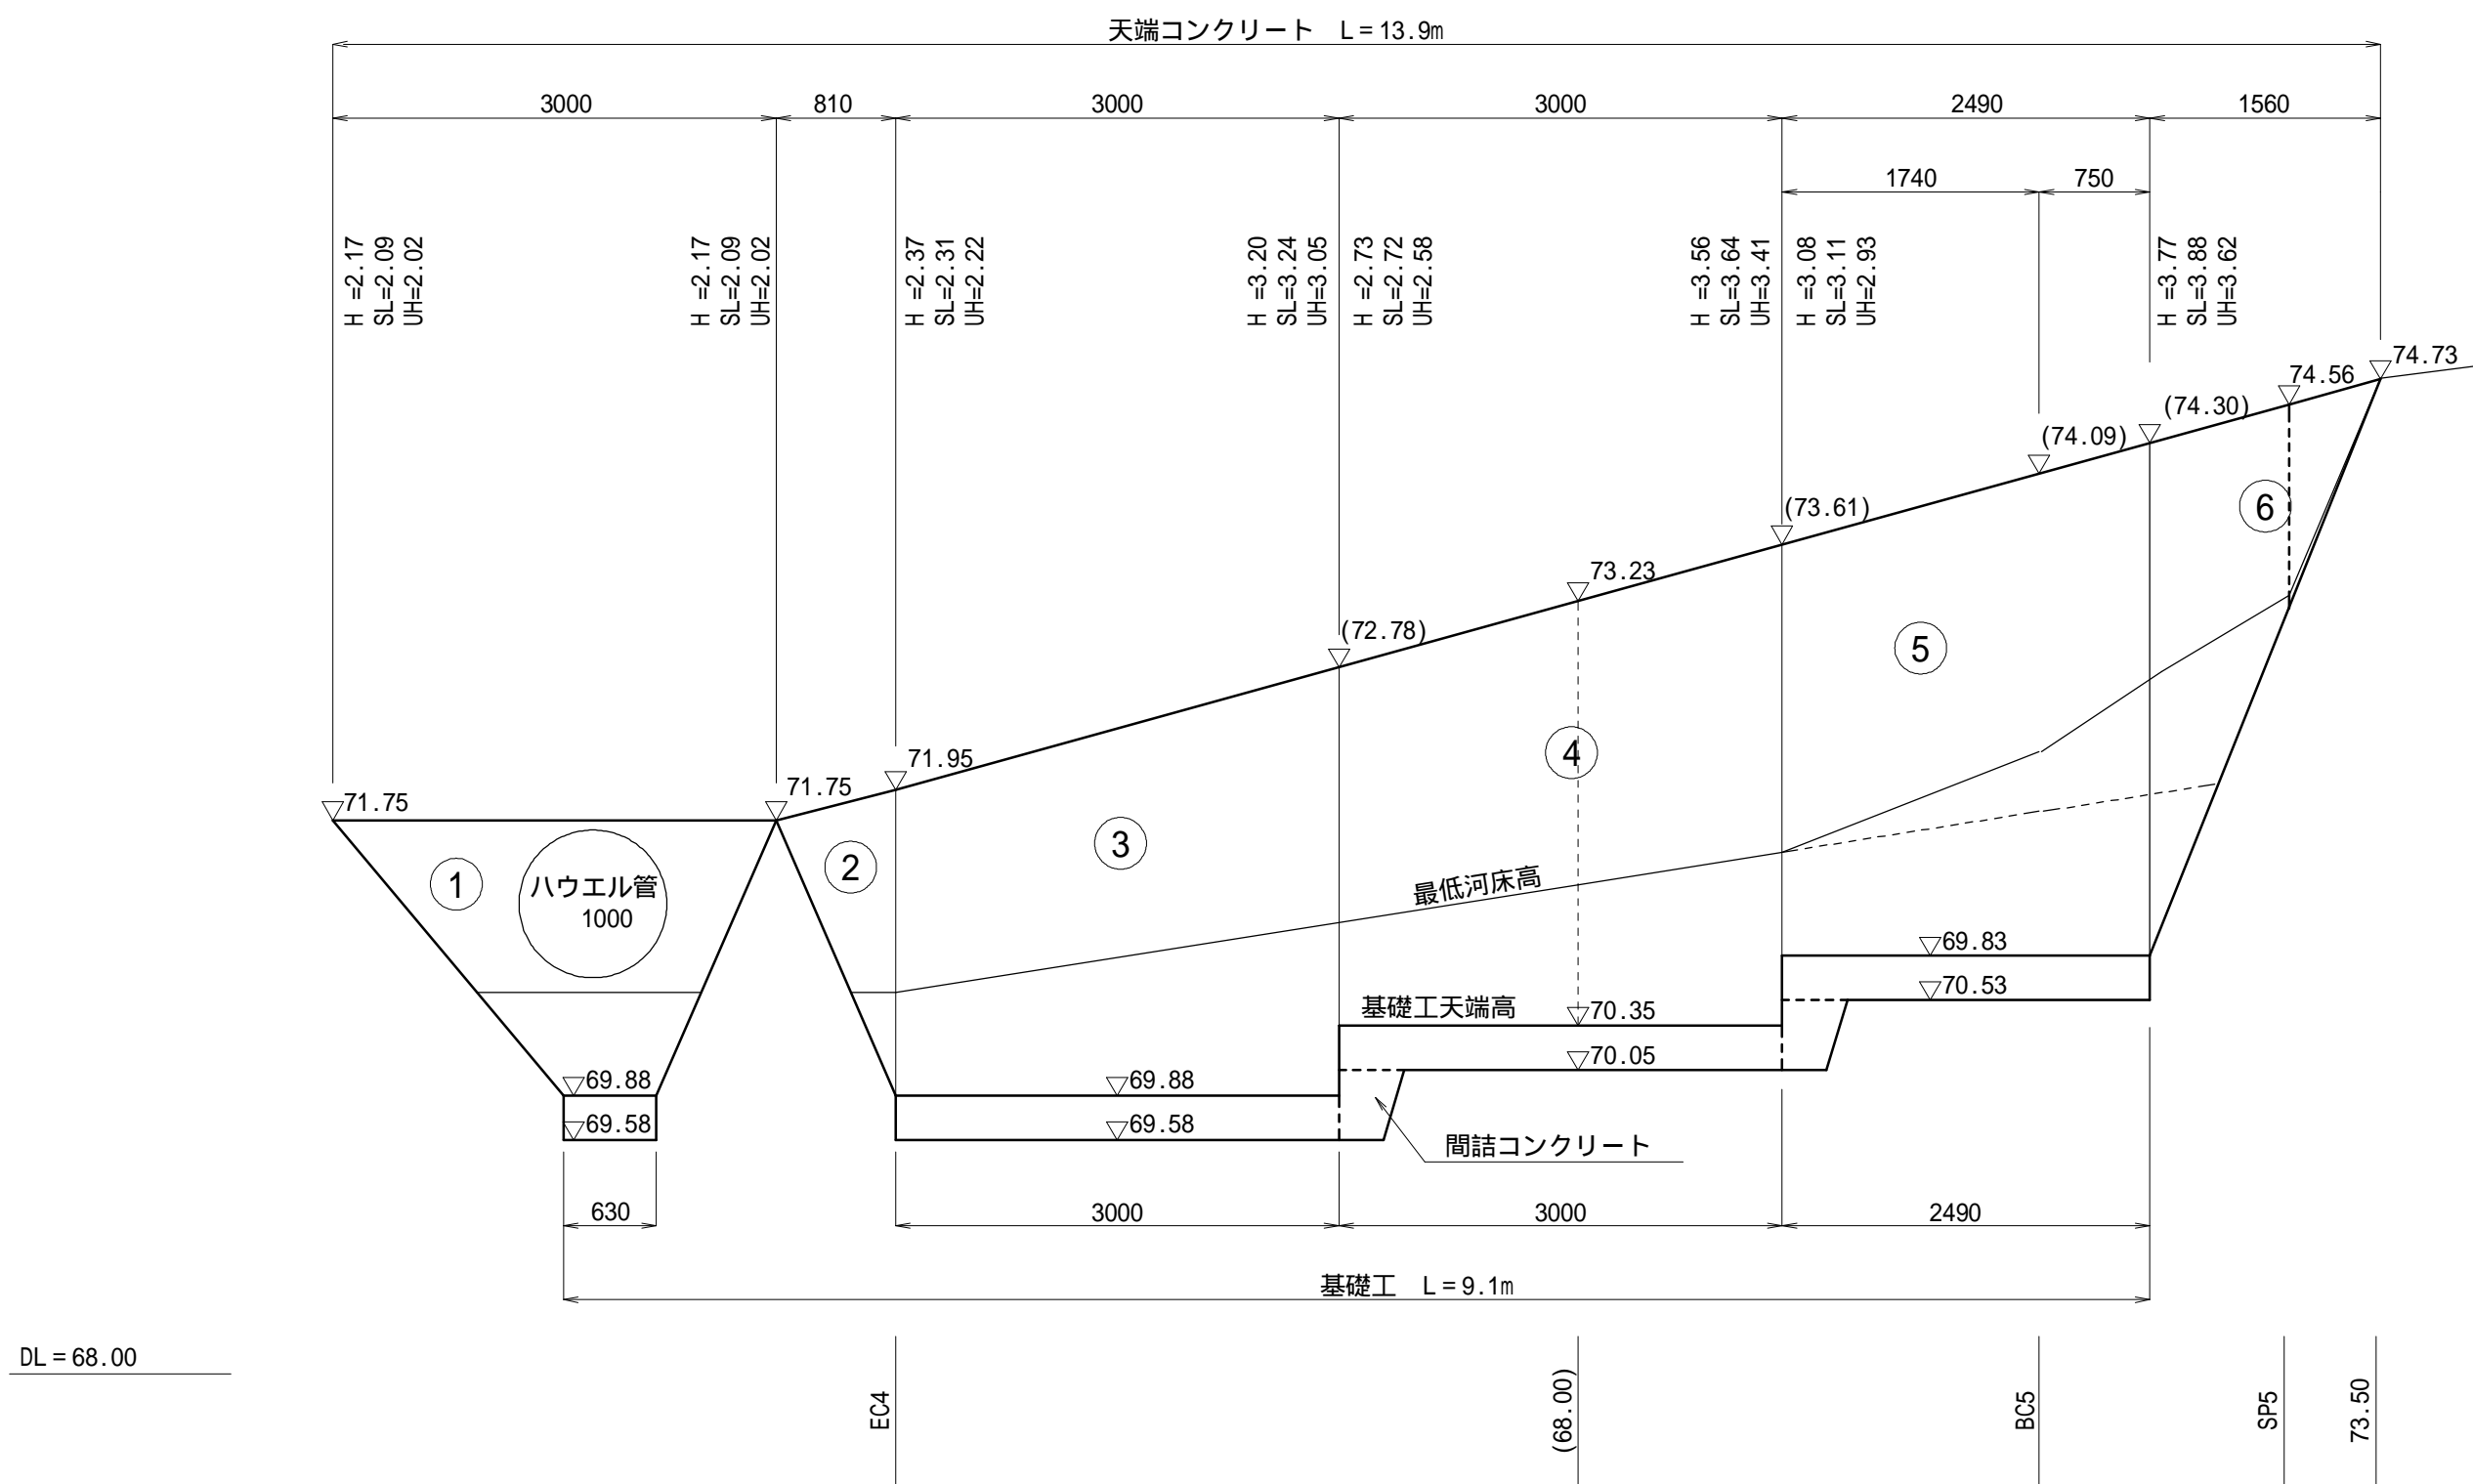 天端コンクリート L=13.9m
3000
810
3000
3000
2490
1560
1740
750
H =2.17
SL=2.09
UH=2.02
H =2.17
SL=2.09
UH=2.02
H =2.37
SL=2.31
UH=2.22
H =3.20
SL=3.24
UH=3.05
H =2.73
SL=2.72
UH=2.58
H =3.56
SL=3.64
UH=3.41
H =3.08
SL=3.11
UH=2.93
H =3.77
SL=3.88
UH=3.62
74.73
74.56
(74.30)
(74.09)
(73.61)
6
73.23
(72.78)
5
71.95
4
71.75
71.75
3
2
1
ハウエル管
1000
最低河床高
69.83
70.53
基礎工天端高
70.35
70.05
69.88
69.88
69.58
69.58
間詰コンクリート
630
3000
3000
2490
基礎工 L=9.1m
DL=68.00
EC4
(68.00)
BC5
SP5
73.50